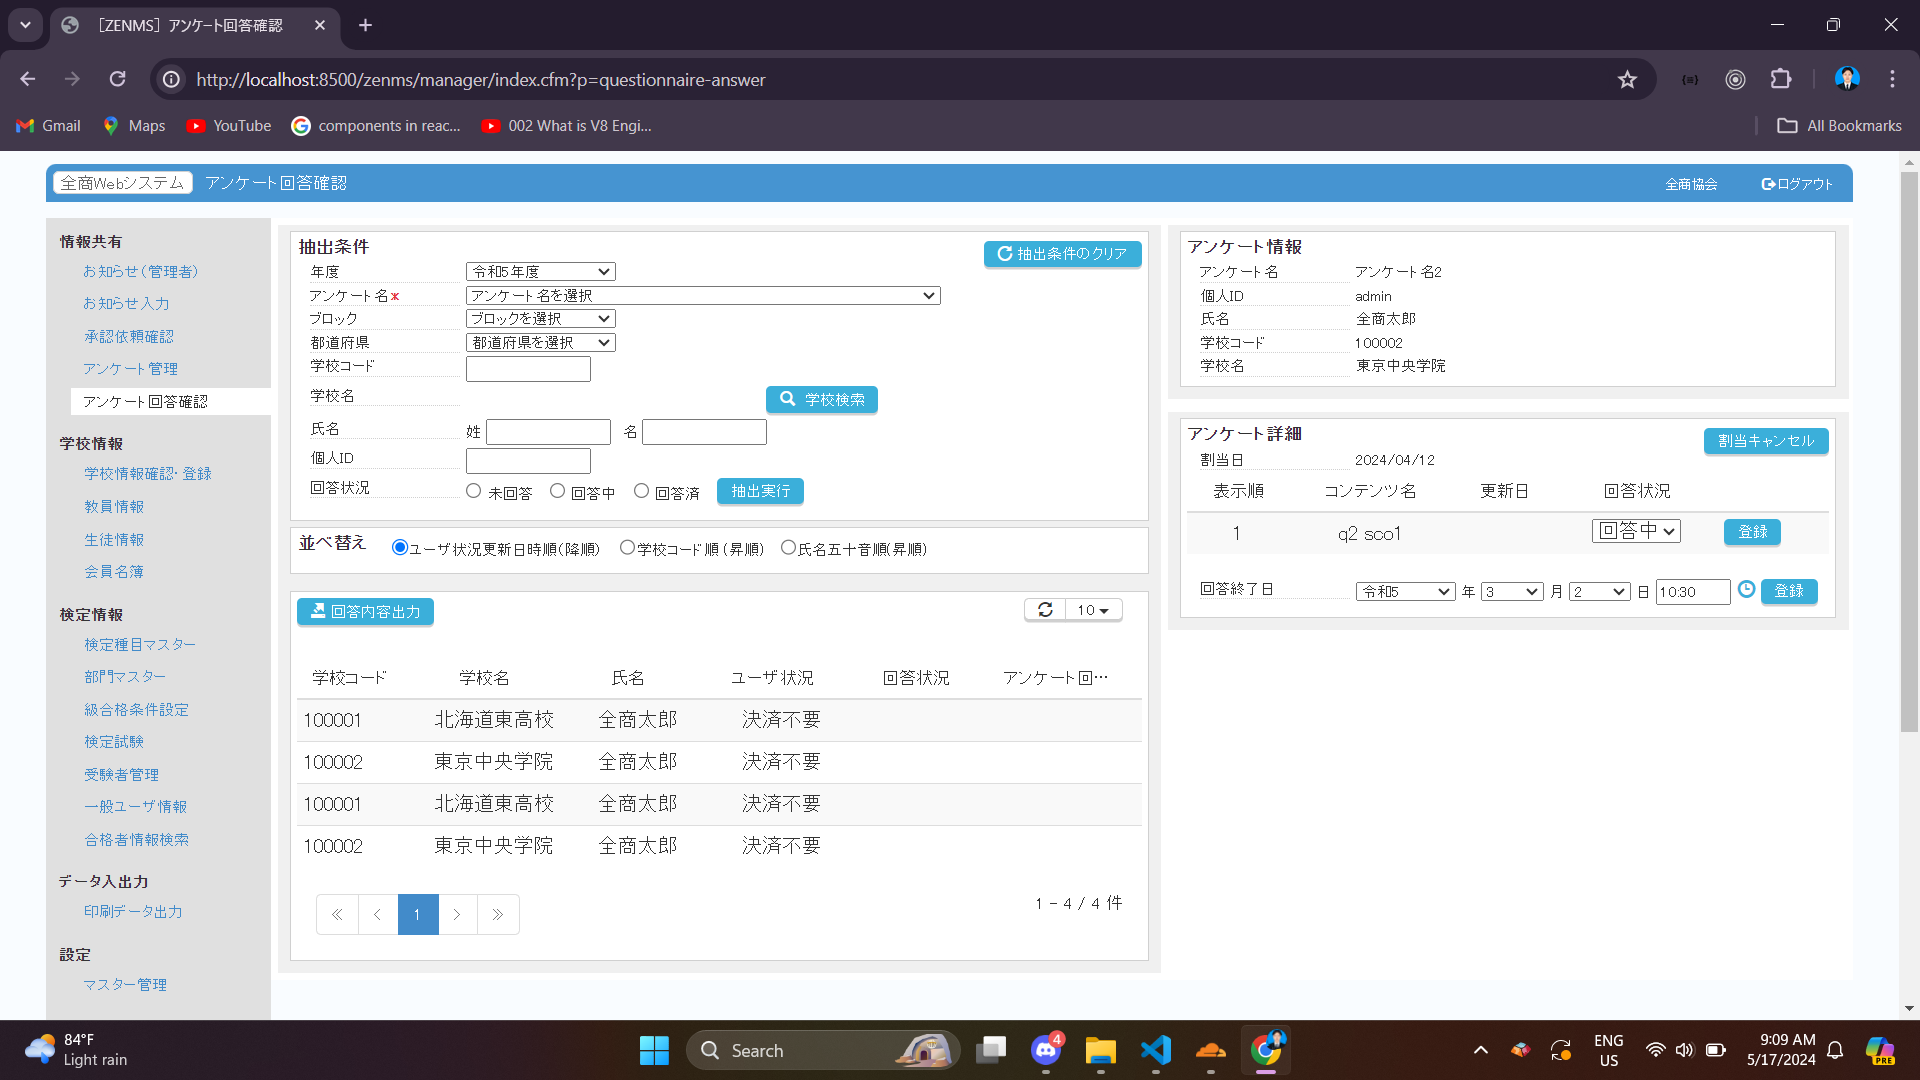 ［ZENMS］アンケート回答確認
http://localhost:8500/zenms/manager/index.cfm?p=questionnaire-answer
Gmail
Maps
YouTube
components in reac...
002 What is V8 Engi...
All Bookmarks
全商Webシステム
アンケート回答確認
全商協会
ログアウト
情報共有
お知らせ（管理者）
お知らせ入力
承認依頼確認
アンケート管理
アンケート回答確認
学校情報
学校情報確認・登録
教員情報
生徒情報
会員名簿
検定情報
検定種目マスター
部門マスター
級合格条件設定
検定試験
受験者管理
一般ユーザ情報
合格者情報検索
データ入出力
印刷データ出力
設定
マスター管理
抽出条件
抽出条件のクリア
年度 令和5年度
アンケート名× アンケート名を選択
ブロック ブロックを選択
都道府県 都道府県を選択
学校コード
学校名 学校検索
氏名 姓 名
個人ID
回答状況 未回答 回答中 回答済 抽出実行
並べ替え ユーザ状況更新日時順（降順） 学校コード順（昇順） 氏名五十音順（昇順）
回答内容出力 10
学校コード 学校名 氏名 ユーザ状況 回答状況 アンケート回…
100001 北海道東高校 全商太郎 決済不要
100002 東京中央学院 全商太郎 決済不要
100001 北海道東高校 全商太郎 決済不要
100002 東京中央学院 全商太郎 決済不要
« ‹ 1 › »
1 - 4 / 4 件
アンケート情報
アンケート名 アンケート名2
個人ID admin
氏名 全商太郎
学校コード 100002
学校名 東京中央学院
アンケート詳細
割当キャンセル
割当日 2024/04/12
表示順 コンテンツ名 更新日 回答状況
1 q2 sco1 回答中 登録
回答終了日 令和5 年 3 月 2 日 10:30 登録
84°F
Light rain
Search
4
ENG
US
9:09 AM
5/17/2024
PRE